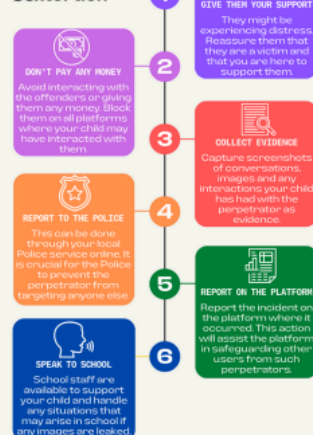 GIVE THEM YOUR SUPPORT
They might be
experiencing distress.
Reassure them that
they are a victim and
that you are here to
support them.
2
DON'T PAY ANY MONEY
Avoid interacting with
the offenders or giving
them any money. Block
them on all platforms
where your child may
have interacted with
them.
3
COLLECT EVIDENCE
Capture screenshots
of conversations,
images and any
interactions your child
has had with the
perpetrator as
evidence.
4
REPORT TO THE POLICE
This can be done
through your local
Police service online. It
is crucial for the Police
to prevent the
perpetrator from
targeting anyone else.
5
REPORT ON THE PLATFORM
Report the incident on
the platform where it
occurred. This action
will assist the platform
in safeguarding other
users from such
perpetrators.
6
SPEAK TO SCHOOL
School staff are
available to support
your child and handle
any situations that
may arise in school if
any images are leaked.